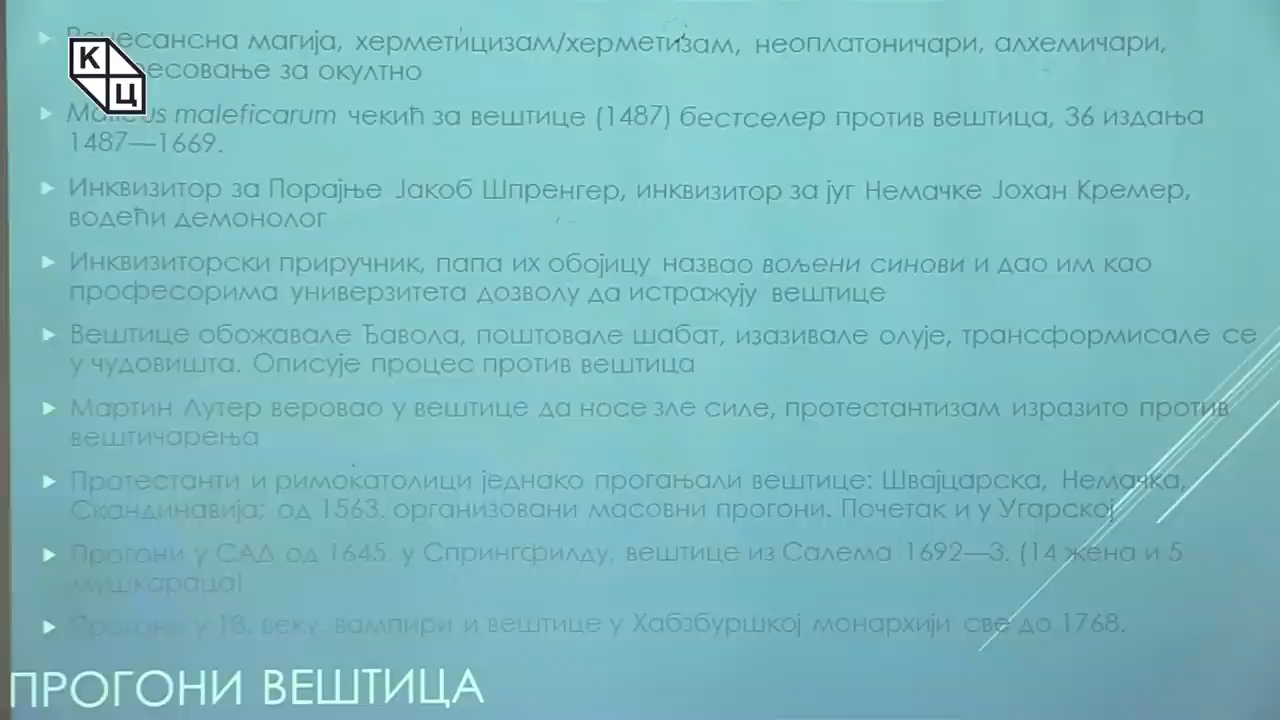 магија, херметицизам/херметизам, неоплатоничари, алхемичари,
за окултно
maleficarum чекић за вештице (1487) бестселер против вештица, 36 издања
1487—1669.
Инквизитор за Порајње Јакоб Шпренгер, инквизитор за југ Немачке Јохан Кремер,
водећи демонолог
Инквизиторски приручник, папа их обојицу назвао вољени синови и дао им као
професорима универзитета дозволу да истражују вештице
Вештице обожавале Ђавола, поштовале шабат, изазивале олује, трансформисале се
у чудовишта. Описује процес против вештица
Мартин Лутер веровао у вештице да носе зле силе, протестантизам изразито против
вештичарења
Протестанти и римокатолици једнако прогањали вештице: Швајцарска, Немачка,
Скандинавија; од 1563. организовани масовни прогони. Почетак и у Угарској
Прогони у САД од 1645. у Спрингфилду, вештице из Салема 1692—3. (14 жена и 5
мушкараца)
Прогони у 18. веку, вампири и вештице у Хабзбуршкој монархији све до 1768.
ПРОГОНИ ВЕШТИЦА
К
Ц